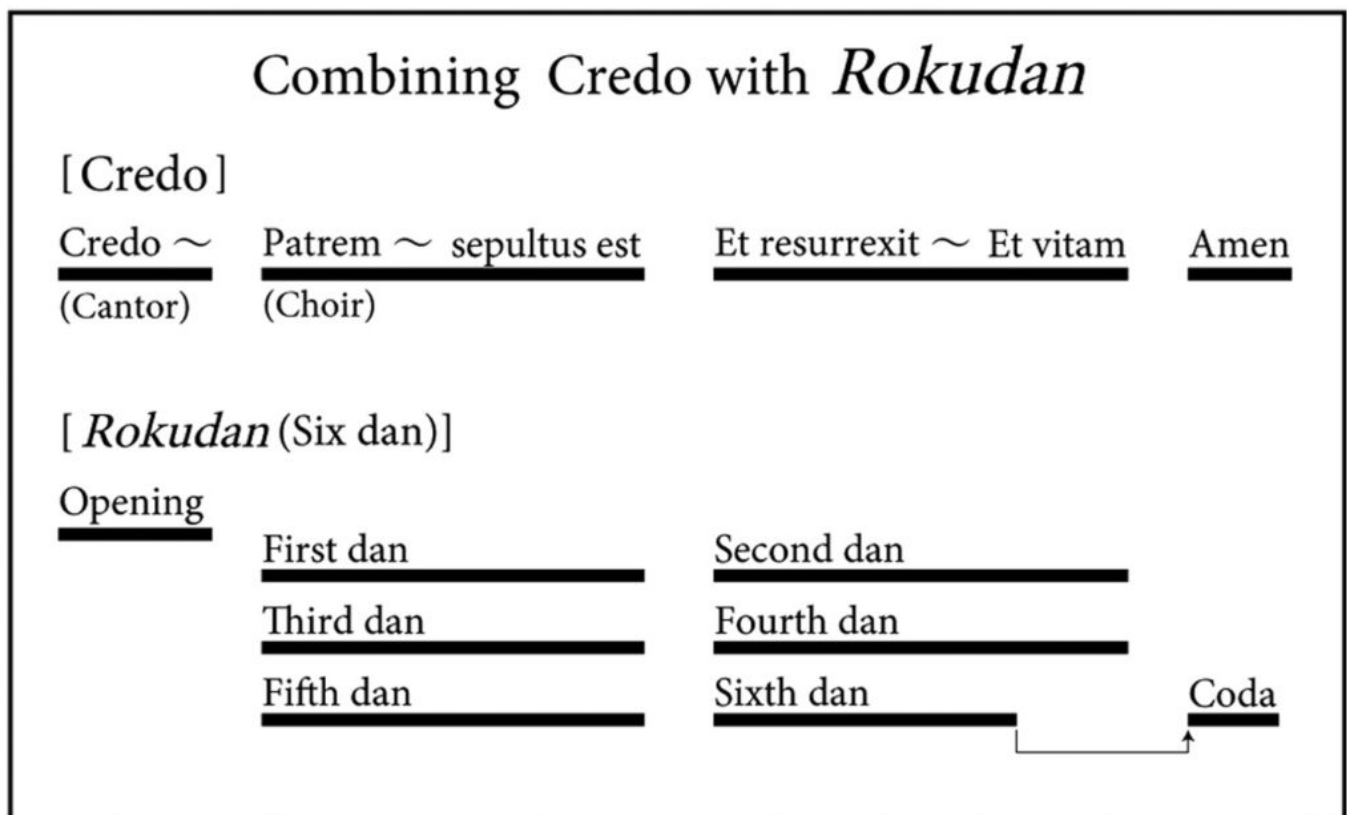 Combining Credo with Rokudan
[Credo]
Credo ～ Patrem ～ sepultus est Et resurrexit ～ Et vitam Amen
(Cantor) (Choir)
[Rokudan (Six dan)]
Opening
First dan Second dan
Third dan Fourth dan
Fifth dan Sixth dan Coda